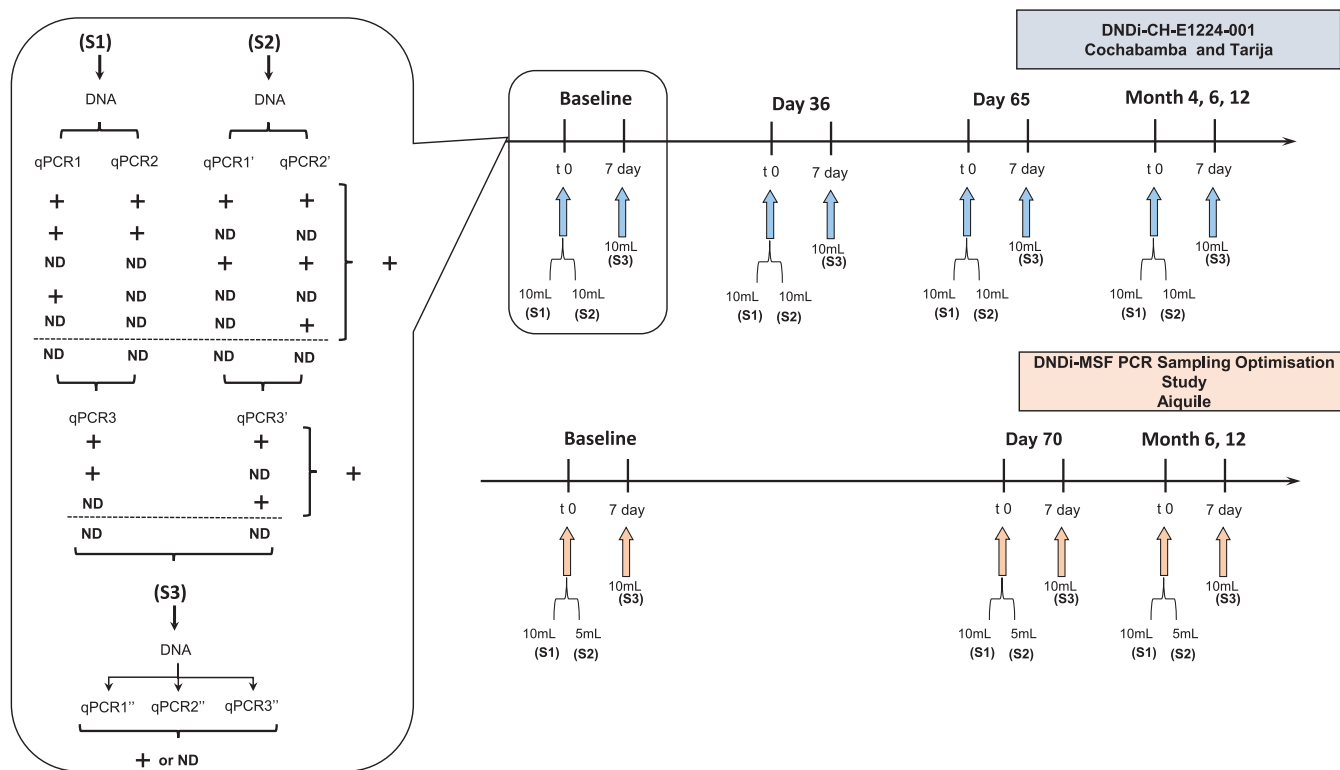 (S1) (S2)
DNA DNA
qPCR1 qPCR2 qPCR1' qPCR2'
+ + + +
+ + ND ND
ND ND + +
+
+ ND ND ND
ND ND ND +
ND ND ND ND
qPCR3 qPCR3'
+ +
+ ND
+
ND +
ND ND
(S3)
DNA
qPCR1'' qPCR2'' qPCR3''
+ or ND
DNDi-CH-E1224-001
Cochabamba and Tarija
Baseline Day 36 Day 65 Month 4, 6, 12
t 0 7 day t 0 7 day t 0 7 day t 0 7 day
10mL 10mL 10mL 10mL
(S3) (S3) (S3) (S3)
10mL 10mL 10mL 10mL 10mL 10mL 10mL 10mL
(S1) (S2) (S1) (S2) (S1) (S2) (S1) (S2)
DNDi-MSF PCR Sampling Optimisation
Study
Aiquile
Baseline Day 70 Month 6, 12
t 0 7 day t 0 7 day t 0 7 day
10mL 10mL 10mL
(S3) (S3) (S3)
10mL 5mL 10mL 5mL 10mL 5mL
(S1) (S2) (S1) (S2) (S1) (S2)